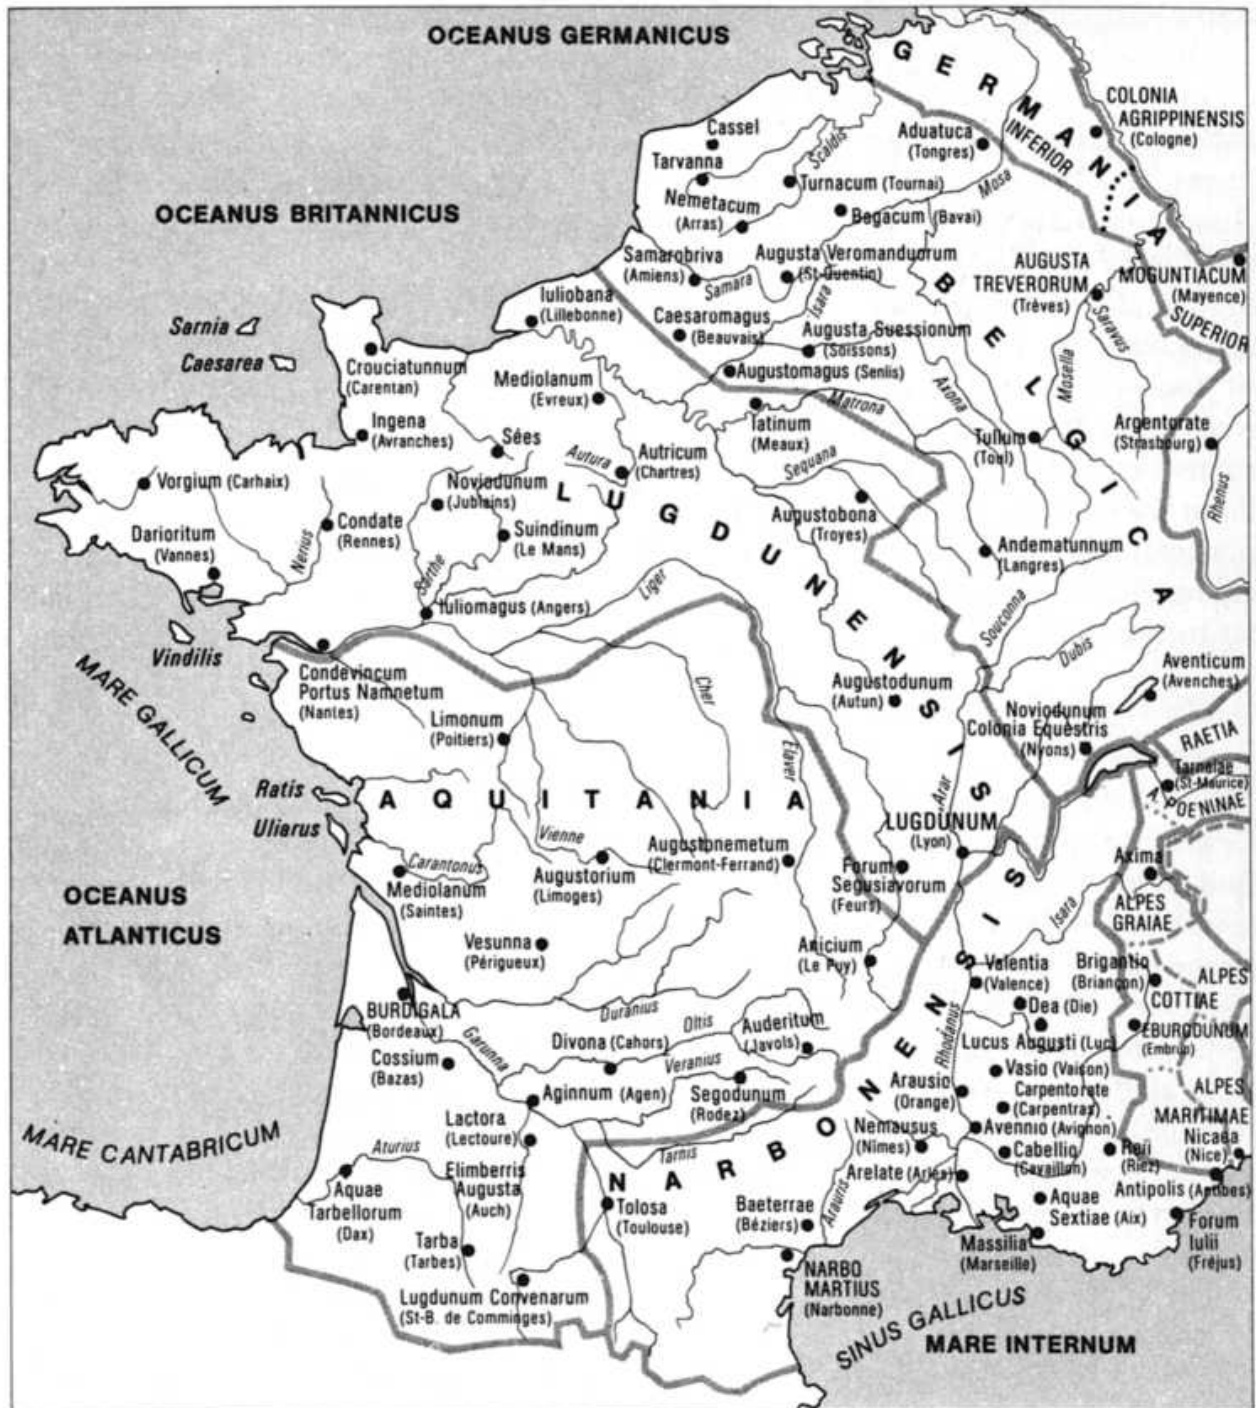 OCEANUS GERMANICUS
GERMANIA
INFERIOR
COLONIA
AGRIPPINENSIS
(Cologne)
Cassel
Aduatuca
(Tongres)
Tarvanna
Scaldis
Turnacum (Tournai)
Mosa
Nemetacum
(Arras)
Bagacum (Bavai)
OCEANUS BRITANNICUS
Samarobriva
(Amiens)
Augusta Veromanduorum
(St-Quentin)
Samara
Isara
AUGUSTA
TREVERORUM
(Trèves)
MOGUNTIACUM
(Mayence)
SUPERIOR
Saravus
Iuliobana
(Lillebonne)
Caesaromagus
(Beauvais)
Augusta Suessionum
(Soissons)
BELGICA
Sarnia
Caesarea
Crouciatunnum
(Carentan)
Mediolanum
(Evreux)
Augustomagus (Senlis)
Axona
Mosella
Matrona
Iatinum
(Meaux)
Ingena
(Avranches)
Sées
Autura
Autricum
(Chartres)
Sequana
Tullum
(Toul)
Argentorate
(Strasbourg)
Rhenus
Vorgium (Carhaix)
Noviodunum
(Jublains)
LUGDUNENSIS
Augustobona
(Troyes)
Darioritum
(Vannes)
Nerius
Condate
(Rennes)
Suindinum
(Le Mans)
Andematunnum
(Langres)
Sarthe
Iuliomagus (Angers)
Liger
Souconna
Dubis
Vindilis
MARE GALLICUM
Condevincum
Portus Namnetum
(Nantes)
Cher
Augustodunum
(Autun)
Aventicum
(Avenches)
Noviodunum
Colonia Equestris
(Nyons)
RAETIA
Limonum
(Poitiers)
Elaver
Tarnaiae
(St-Maurice)
A. POENINAE
Ratis
Uliarus
AQUITANIA
Vienne
Arar
LUGDUNUM
(Lyon)
Carantonus
Mediolanum
(Saintes)
Augustorium
(Limoges)
Augustonemetum
(Clermont-Ferrand)
Forum
Segusiavorum
(Feurs)
Axima
ALPES
GRAIAE
Isara
OCEANUS
ATLANTICUS
Vesunna
(Périgueux)
Anicium
(Le Puy)
Valentia
(Valence)
Brigantio
(Briançon)
ALPES
COTTIAE
Dea (Die)
BURDIGALA
(Bordeaux)
Duranius
Oltis
Garunna
Divona (Cahors)
Auderitum
(Javols)
Rhodanus
Lucus Augusti (Luc)
EBURODUNUM
(Embrun)
Cossium
(Bazas)
Veranius
Vasio (Vaison)
Aginnum (Agen)
Segodunum
(Rodez)
Arausio
(Orange)
Carpentorate
(Carpentras)
ALPES
MARITIMAE
Lactora
(Lectoure)
Nemausus
(Nîmes)
Avennio (Avignon)
Nicaea
(Nice)
MARE CANTABRICUM
Aturius
Tarnis
NARBONENSSIS
Cabellio
(Cavaillon)
Reii
(Riez)
Elimberris
Augusta
(Auch)
Arelate (Arles)
Antipolis (Antibes)
Aquae
Tarbellorum
(Dax)
Tolosa
(Toulouse)
Baeterrae
(Béziers)
Arauris
Aquae
Sextiae (Aix)
Forum
Iulii
(Fréjus)
Tarba
(Tarbes)
Massilia
(Marseille)
NARBO
MARTIUS
(Narbonne)
Lugdunum Convenarum
(St-B. de Comminges)
SINUS GALLICUS
MARE INTERNUM